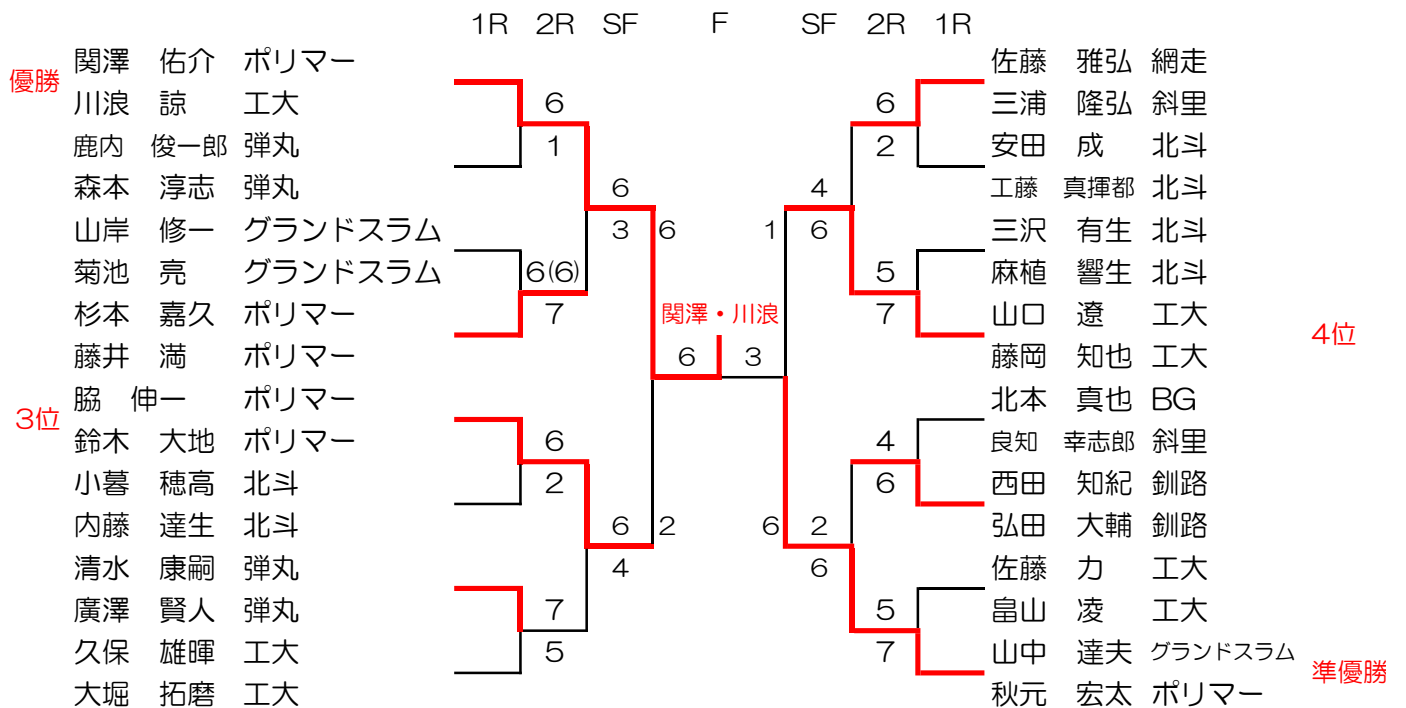 1R 2R SF F SF 2R 1R
関澤 佑介 ポリマー
優勝
川浪 諒 工大
6
鹿内 俊一郎 弾丸
1
森本 淳志 弾丸
6
山岸 修一 グランドスラム
3 6
菊池 亮 グランドスラム
6(6)
杉本 嘉久 ポリマー
7
藤井 満 ポリマー
脇 伸一 ポリマー
3位
鈴木 大地 ポリマー
6
小暮 穂高 北斗
2
内藤 達生 北斗
6 2
清水 康嗣 弾丸
4
廣澤 賢人 弾丸
7
久保 雄暉 工大
5
大堀 拓磨 工大
関澤・川浪
6 3
佐藤 雅弘 網走
6
三浦 隆弘 斜里
2
安田 成 北斗
4
工藤 真揮都 北斗
1 6
三沢 有生 北斗
5
麻植 響生 北斗
7
山口 遼 工大
4位
藤岡 知也 工大
北本 真也 BG
4
良知 幸志郎 斜里
6
西田 知紀 釧路
6 2
弘田 大輔 釧路
6
佐藤 力 工大
5
畠山 凌 工大
7
山中 達夫 グランドスラム
準優勝
秋元 宏太 ポリマー